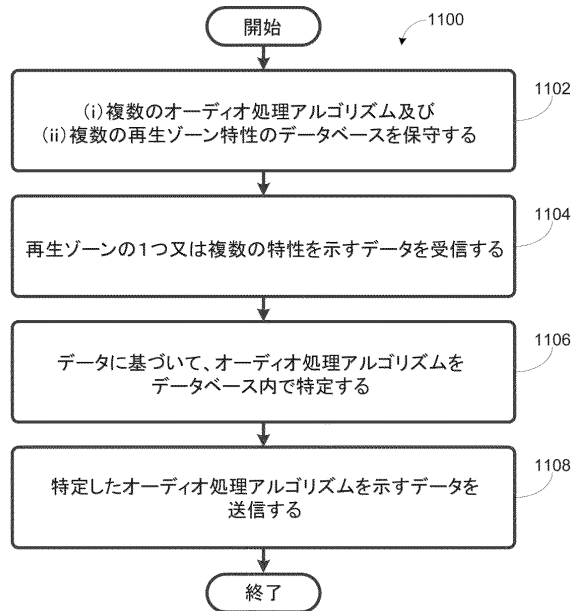 開始
1100
(i)複数のオーディオ処理アルゴリズム及び
(ii)複数の再生ゾーン特性のデータベースを保守する
1102
再生ゾーンの1つ又は複数の特性を示すデータを受信する
1104
データに基づいて、オーディオ処理アルゴリズムを
データベース内で特定する
1106
特定したオーディオ処理アルゴリズムを示すデータを
送信する
1108
終了